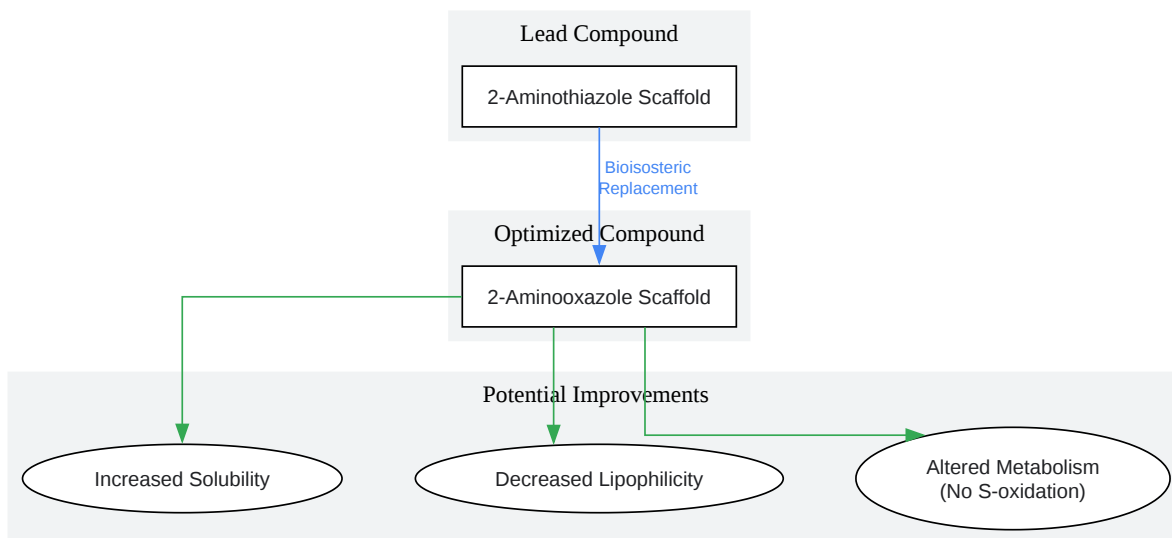 Lead Compound
2-Aminothiazole Scaffold
Bioisosteric
Replacement
Optimized Compound
2-Aminooxazole Scaffold
Potential Improvements
Increased Solubility
Decreased Lipophilicity
Altered Metabolism
(No S-oxidation)